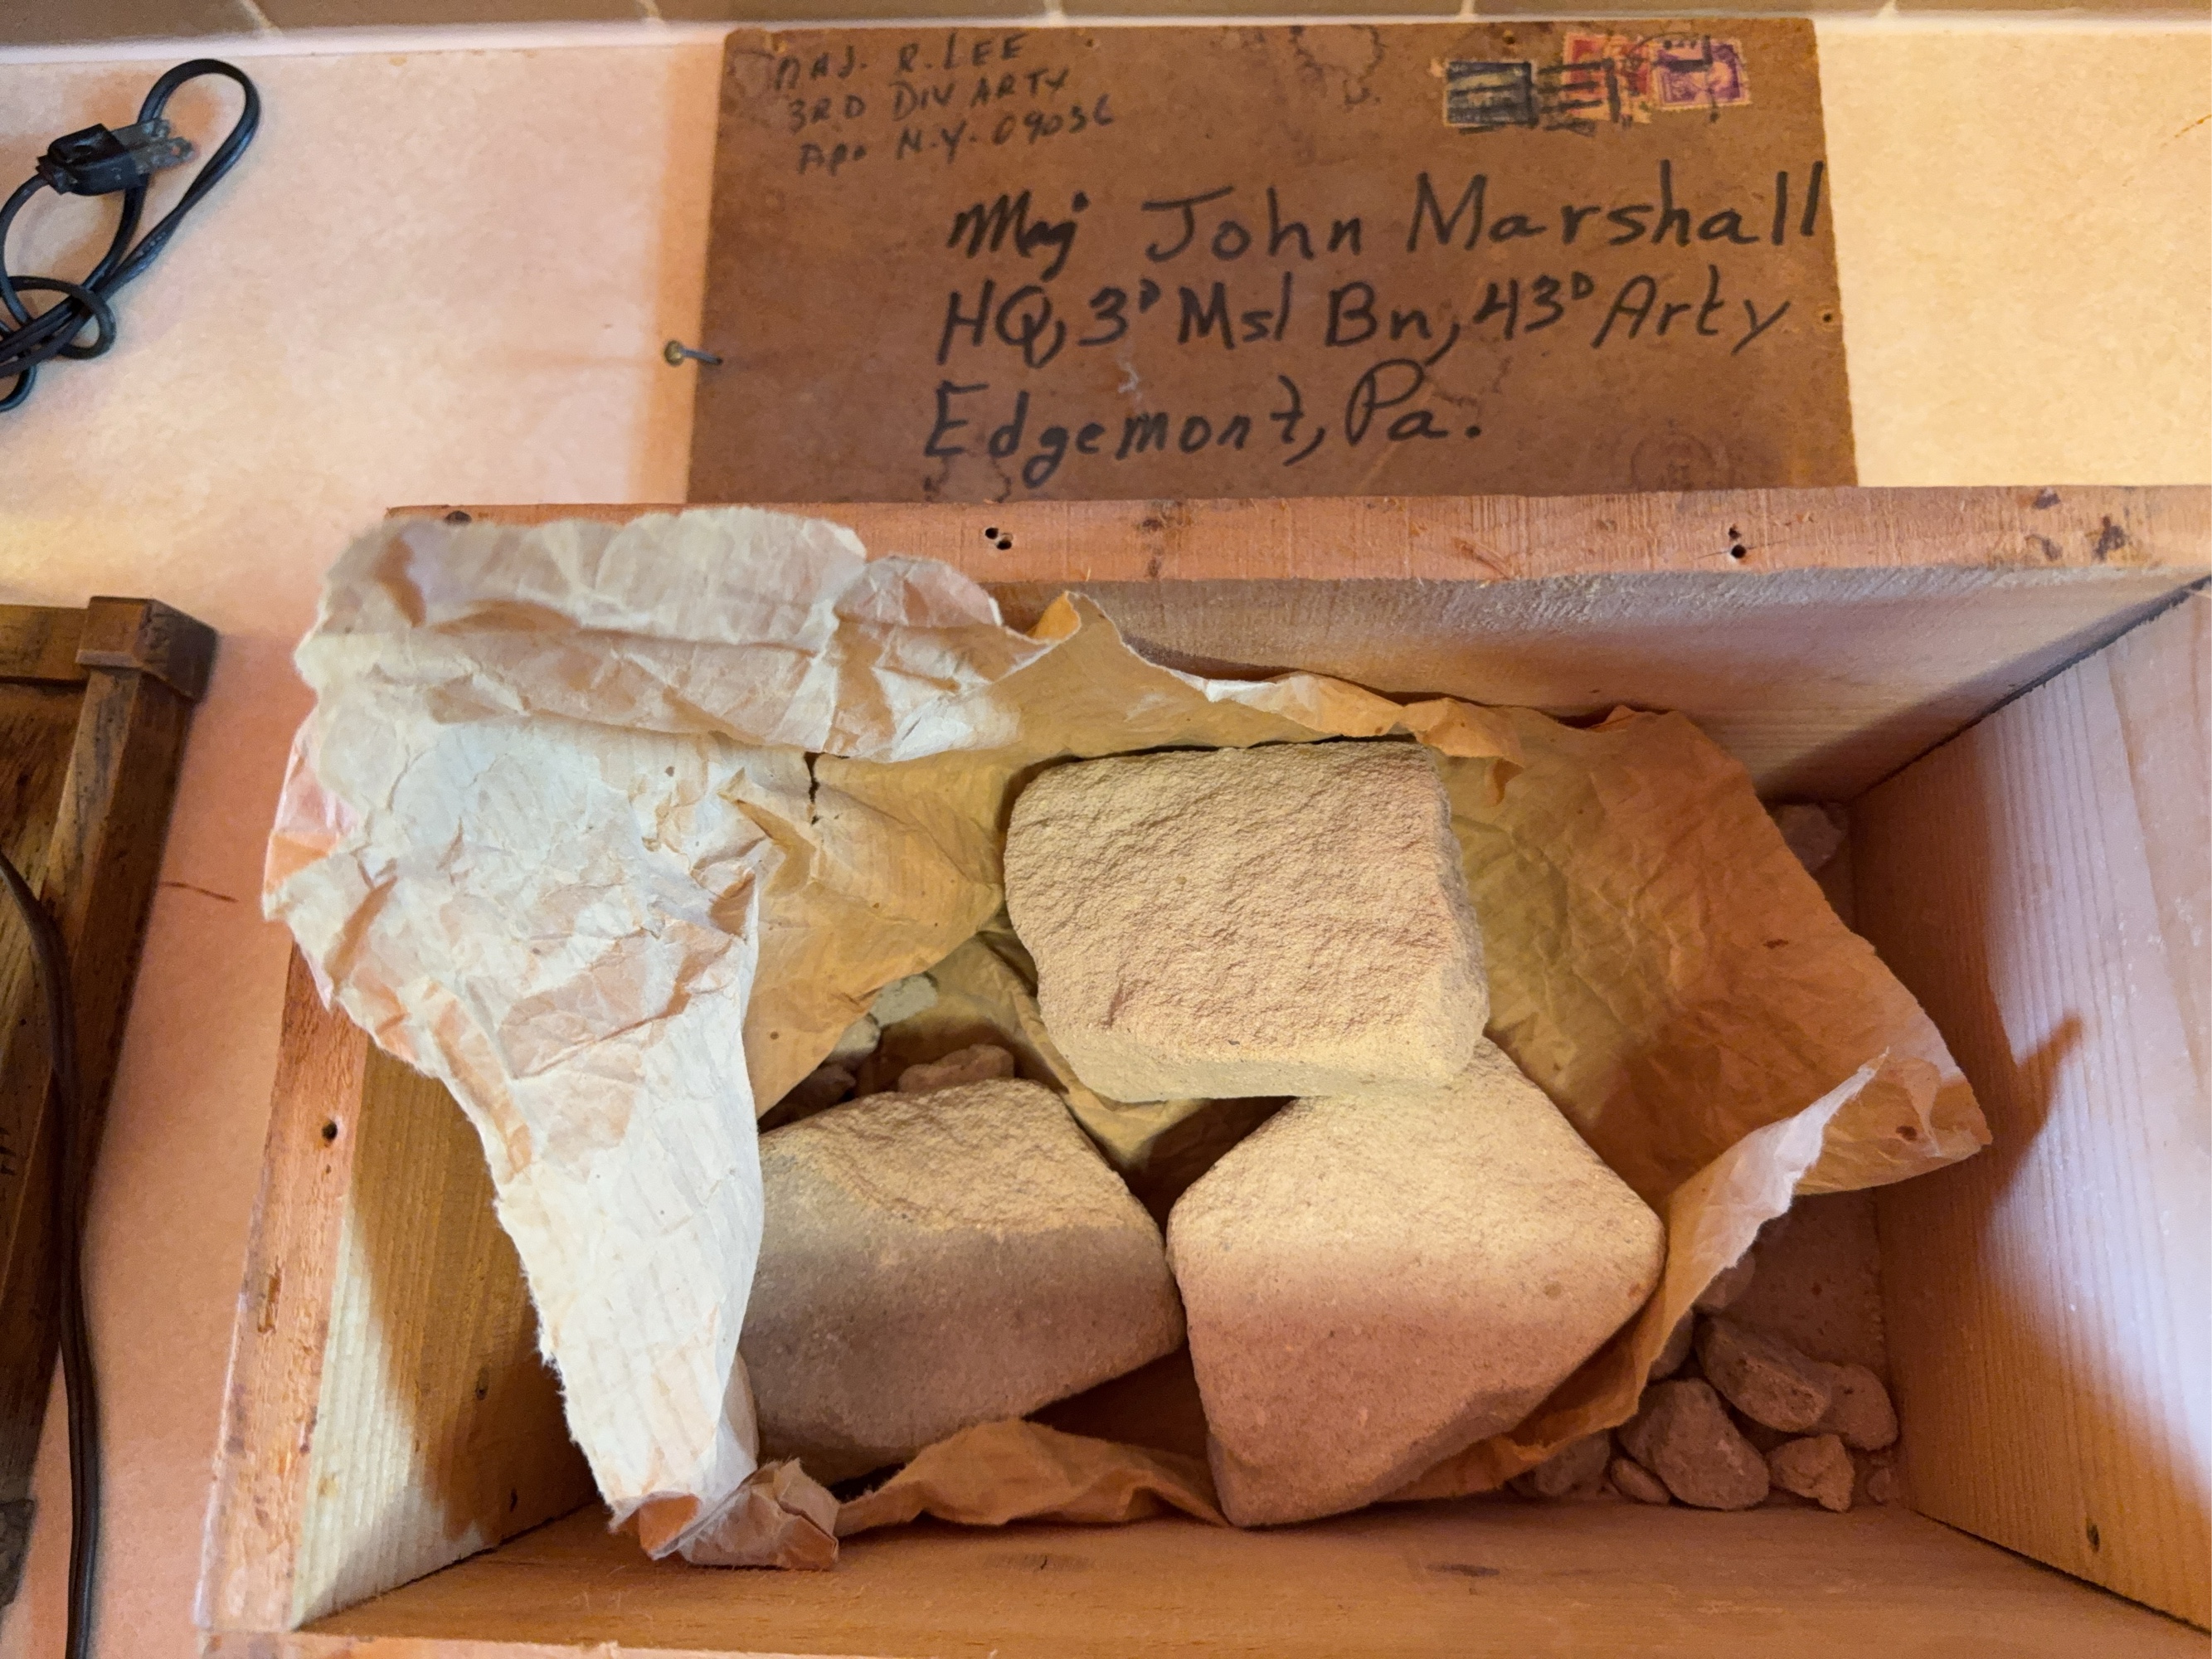 MAJ. R. LEE
3RD DIV ARTY
APO N.Y. 09036
Maj John Marshall
HQ, 3D Msl Bn, 43D Arty
Edgemont, Pa.